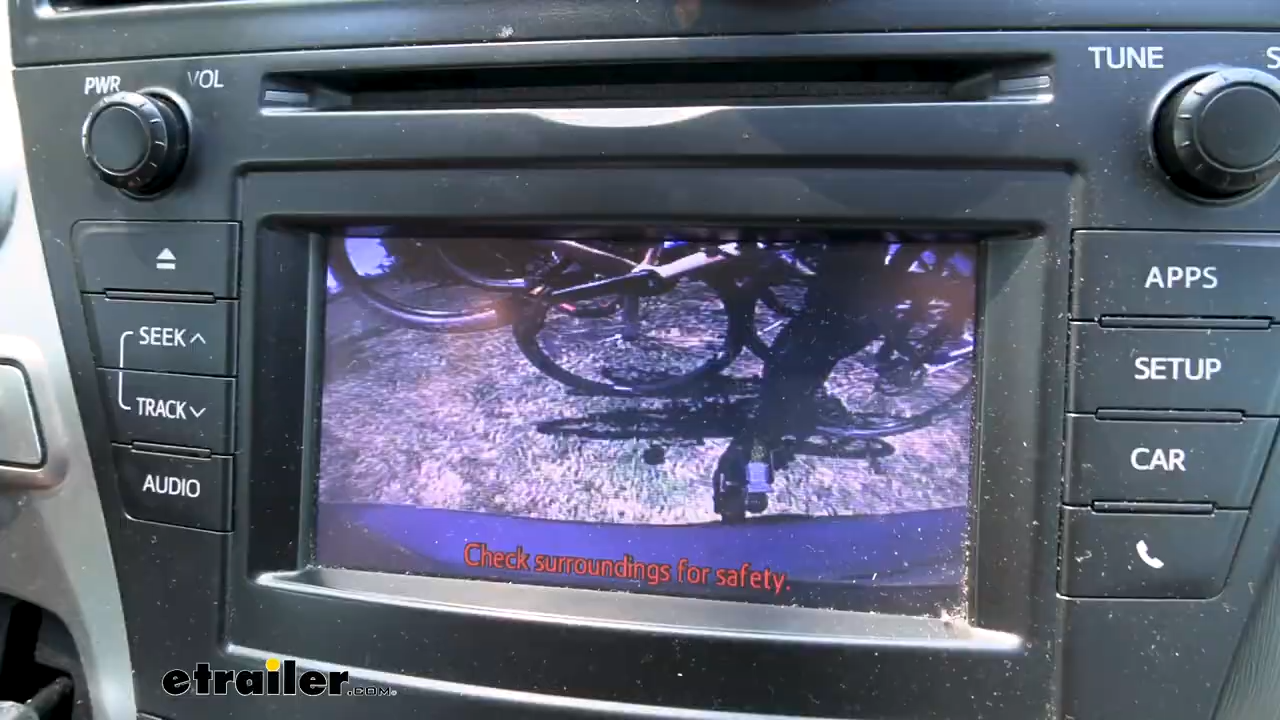 PWR
VOL
TUNE
S
SEEK
TRACK
AUDIO
APPS
SETUP
CAR
Check surroundings for safety.
etrailer.com